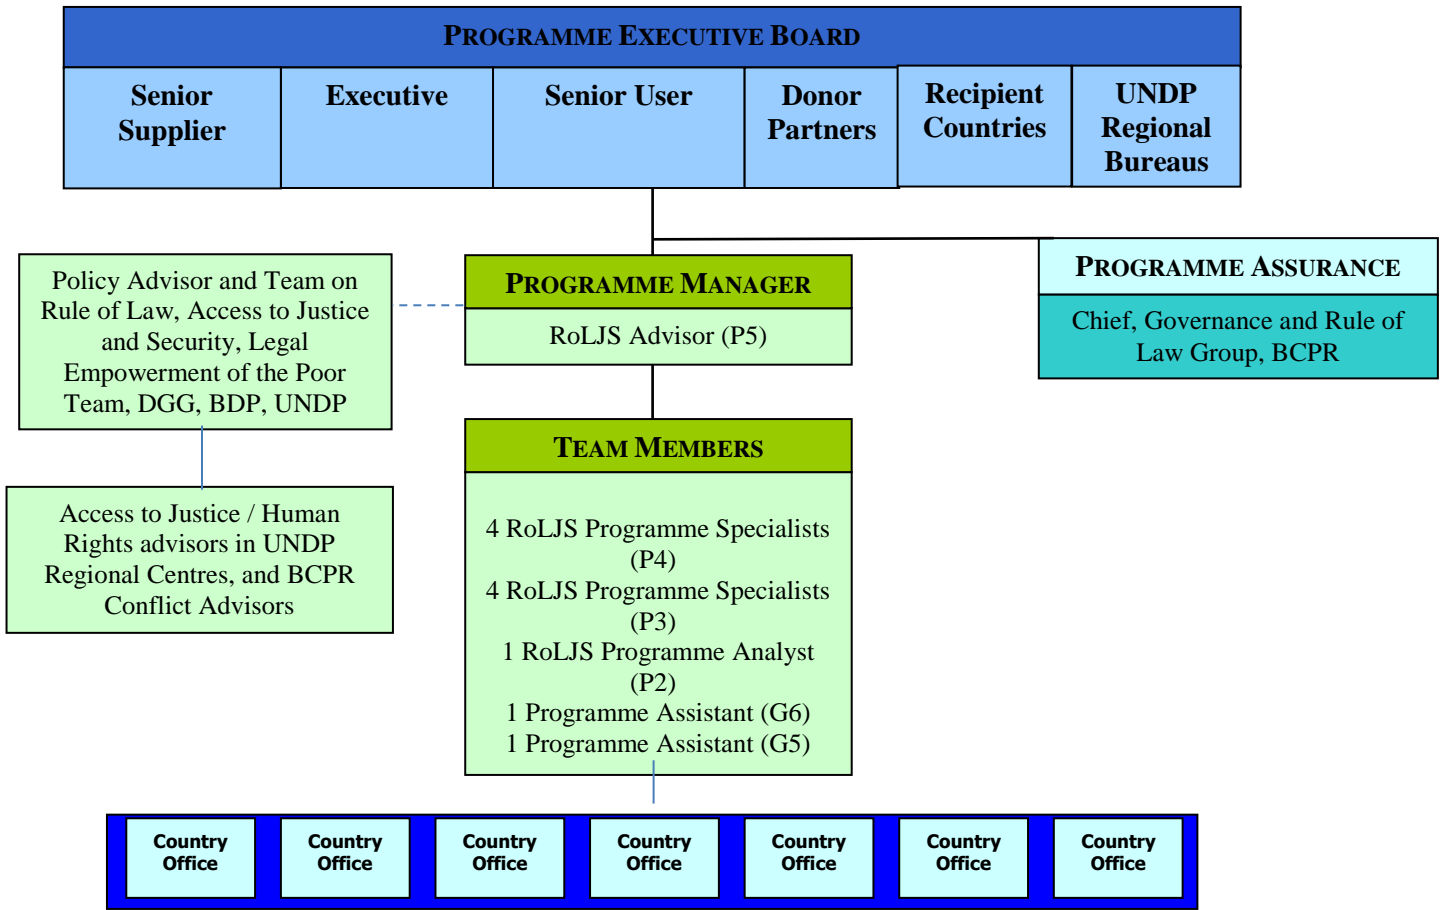 PROGRAMME EXECUTIVE BOARD
Senior
Supplier
Executive
Senior User
Donor
Partners
Recipient
Countries
UNDP
Regional
Bureaus
Policy Advisor and Team on
Rule of Law, Access to Justice
and Security, Legal
Empowerment of the Poor
Team, DGG, BDP, UNDP
PROGRAMME MANAGER
RoLJS Advisor (P5)
PROGRAMME ASSURANCE
Chief, Governance and Rule of
Law Group, BCPR
Access to Justice / Human
Rights advisors in UNDP
Regional Centres, and BCPR
Conflict Advisors
TEAM MEMBERS
4 RoLJS Programme Specialists
(P4)
4 RoLJS Programme Specialists
(P3)
1 RoLJS Programme Analyst
(P2)
1 Programme Assistant (G6)
1 Programme Assistant (G5)
Country
Office
Country
Office
Country
Office
Country
Office
Country
Office
Country
Office
Country
Office